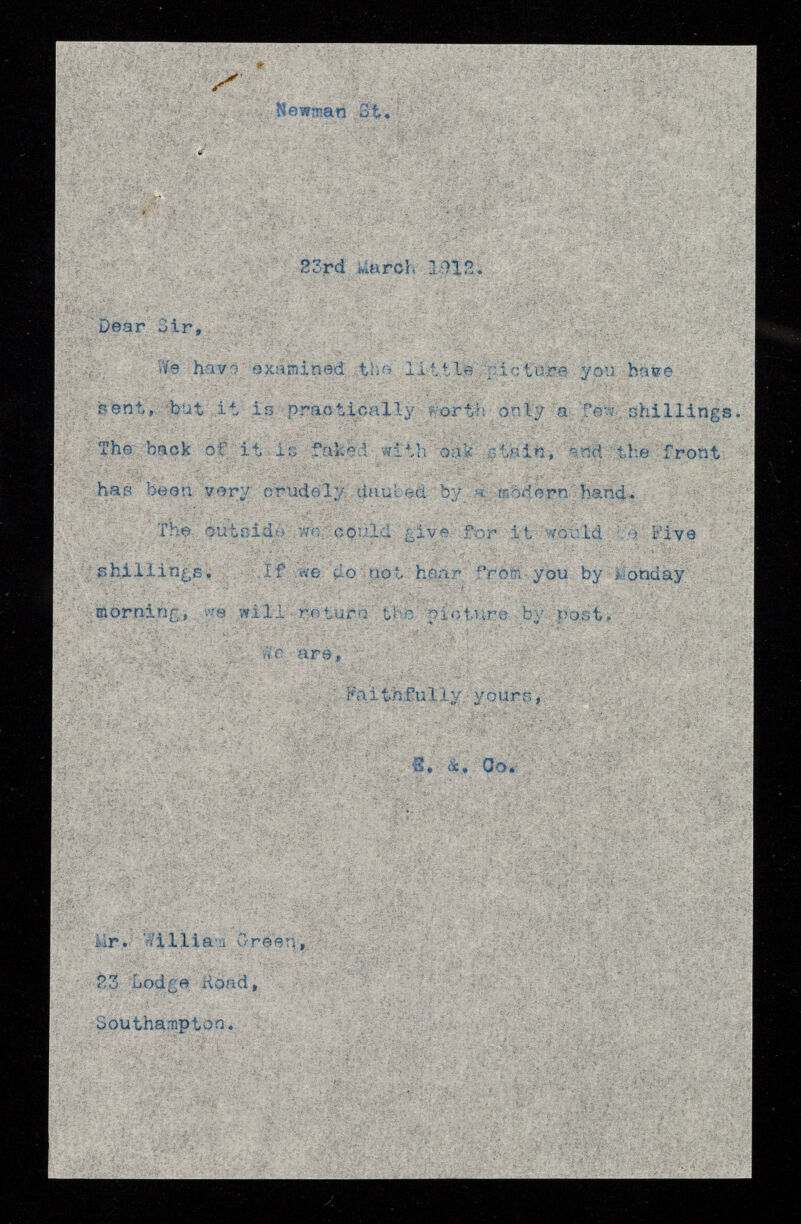 Newman St.
23rd March 1912.
Dear Sir,
We have examined the little picture you have
sent, but it is practically worth only a few shillings.
The back of it is faked with oak stain, and the front
has been very crudely daubed by a modern hand.
The outside we could give for it would be Five
shillings. If we do not hear from you by Monday
morning, we will return the picture by post.
We are,
Faithfully yours,
E. &. Co.
Mr. William Green,
23 Lodge Road,
Southampton.